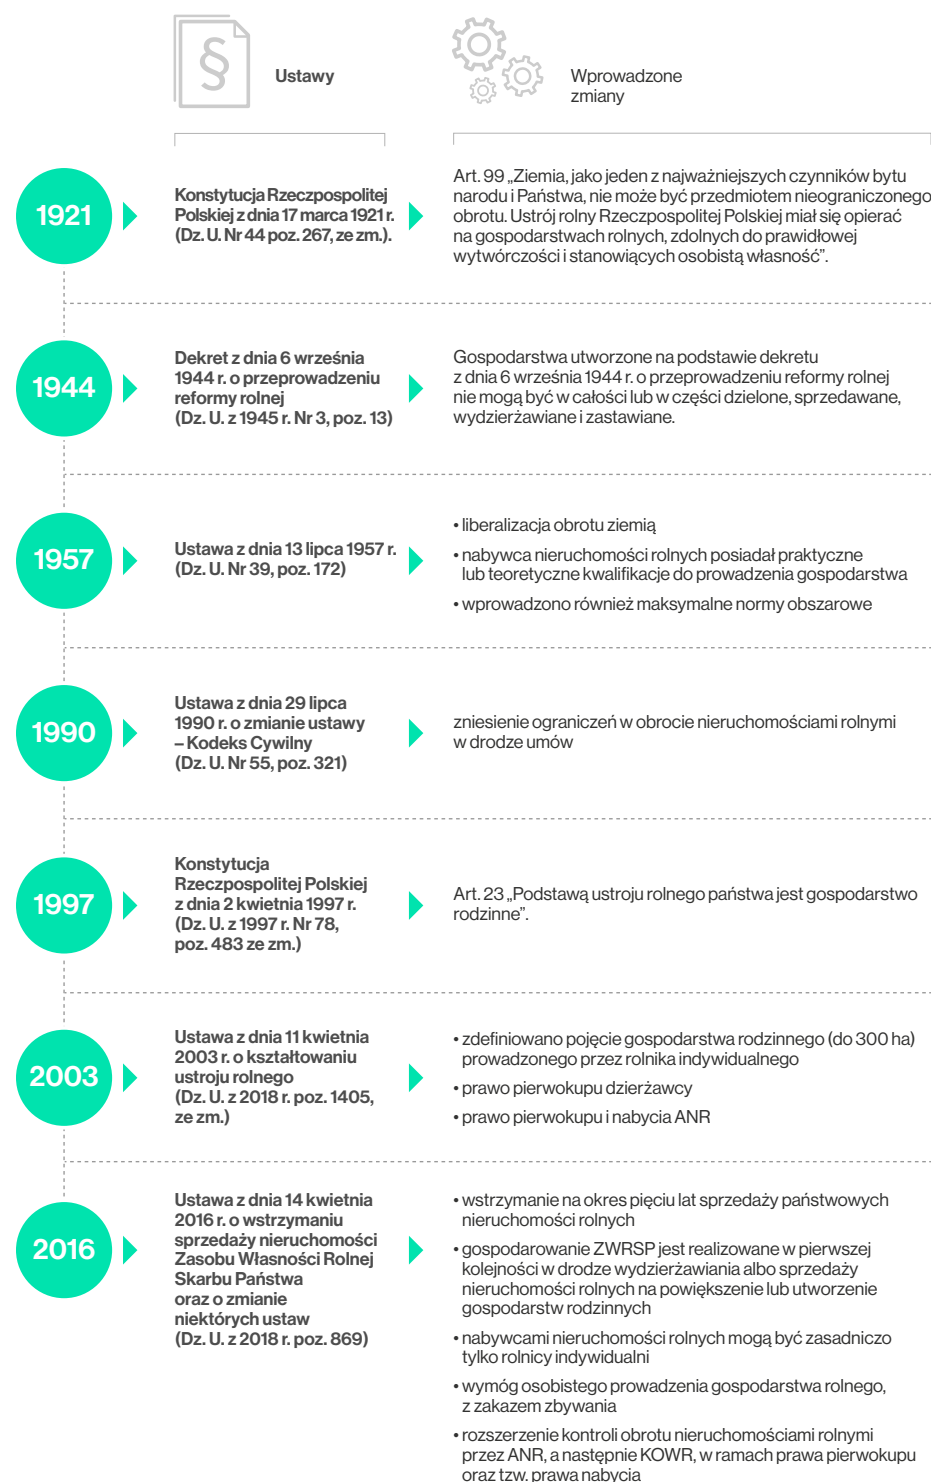 §
Ustawy
Wprowadzone
zmiany
1921
Konstytucja Rzeczpospolitej
Polskiej z dnia 17 marca 1921 r.
(Dz. U. Nr 44 poz. 267, ze zm.).
Art. 99 „Ziemia, jako jeden z najważniejszych czynników bytu
narodu i Państwa, nie może być przedmiotem nieograniczonego
obrotu. Ustrój rolny Rzeczpospolitej Polskiej miał się opierać
na gospodarstwach rolnych, zdolnych do prawidłowej
wytwórczości i stanowiących osobistą własność”.
1944
Dekret z dnia 6 września
1944 r. o przeprowadzeniu
reformy rolnej
(Dz. U. z 1945 r. Nr 3, poz. 13)
Gospodarstwa utworzone na podstawie dekretu
z dnia 6 września 1944 r. o przeprowadzeniu reformy rolnej
nie mogą być w całości lub w części dzielone, sprzedawane,
wydzierżawiane i zastawiane.
1957
Ustawa z dnia 13 lipca 1957 r.
(Dz. U. Nr 39, poz. 172)
• liberalizacja obrotu ziemią
• nabywca nieruchomości rolnych posiadał praktyczne
lub teoretyczne kwalifikacje do prowadzenia gospodarstwa
• wprowadzono również maksymalne normy obszarowe
1990
Ustawa z dnia 29 lipca
1990 r. o zmianie ustawy
– Kodeks Cywilny
(Dz. U. Nr 55, poz. 321)
zniesienie ograniczeń w obrocie nieruchomościami rolnymi
w drodze umów
1997
Konstytucja
Rzeczpospolitej Polskiej
z dnia 2 kwietnia 1997 r.
(Dz. U. z 1997 r. Nr 78,
poz. 483 ze zm.)
Art. 23 „Podstawą ustroju rolnego państwa jest gospodarstwo
rodzinne”.
2003
Ustawa z dnia 11 kwietnia
2003 r. o kształtowaniu
ustroju rolnego
(Dz. U. z 2018 r. poz. 1405,
ze zm.)
• zdefiniowano pojęcie gospodarstwa rodzinnego (do 300 ha)
prowadzonego przez rolnika indywidualnego
• prawo pierwokupu dzierżawcy
• prawo pierwokupu i nabycia ANR
2016
Ustawa z dnia 14 kwietnia
2016 r. o wstrzymaniu
sprzedaży nieruchomości
Zasobu Własności Rolnej
Skarbu Państwa
oraz o zmianie
niektórych ustaw
(Dz. U. z 2018 r. poz. 869)
• wstrzymanie na okres pięciu lat sprzedaży państwowych
nieruchomości rolnych
• gospodarowanie ZWRSP jest realizowane w pierwszej
kolejności w drodze wydzierżawiania albo sprzedaży
nieruchomości rolnych na powiększenie lub utworzenie
gospodarstw rodzinnych
• nabywcami nieruchomości rolnych mogą być zasadniczo
tylko rolnicy indywidualni
• wymóg osobistego prowadzenia gospodarstwa rolnego,
z zakazem zbywania
• rozszerzenie kontroli obrotu nieruchomościami rolnymi
przez ANR, a następnie KOWR, w ramach prawa pierwokupu
oraz tzw. prawa nabycia